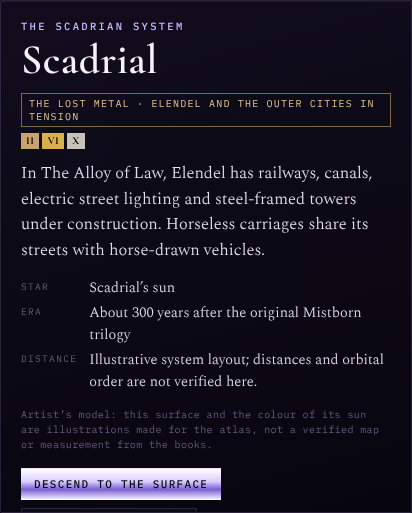 THE SCADRIAN SYSTEM
Scadrial
THE LOST METAL · ELENDEL AND THE OUTER CITIES IN
TENSION
II VI X
In The Alloy of Law, Elendel has railways, canals,
electric street lighting and steel-framed towers
under construction. Horseless carriages share its
streets with horse-drawn vehicles.
STAR Scadrial’s sun
ERA About 300 years after the original Mistborn
trilogy
DISTANCE Illustrative system layout; distances and orbital
order are not verified here.
Artist’s model: this surface and the colour of its sun
are illustrations made for the atlas, not a verified map
or measurement from the books.
DESCEND TO THE SURFACE